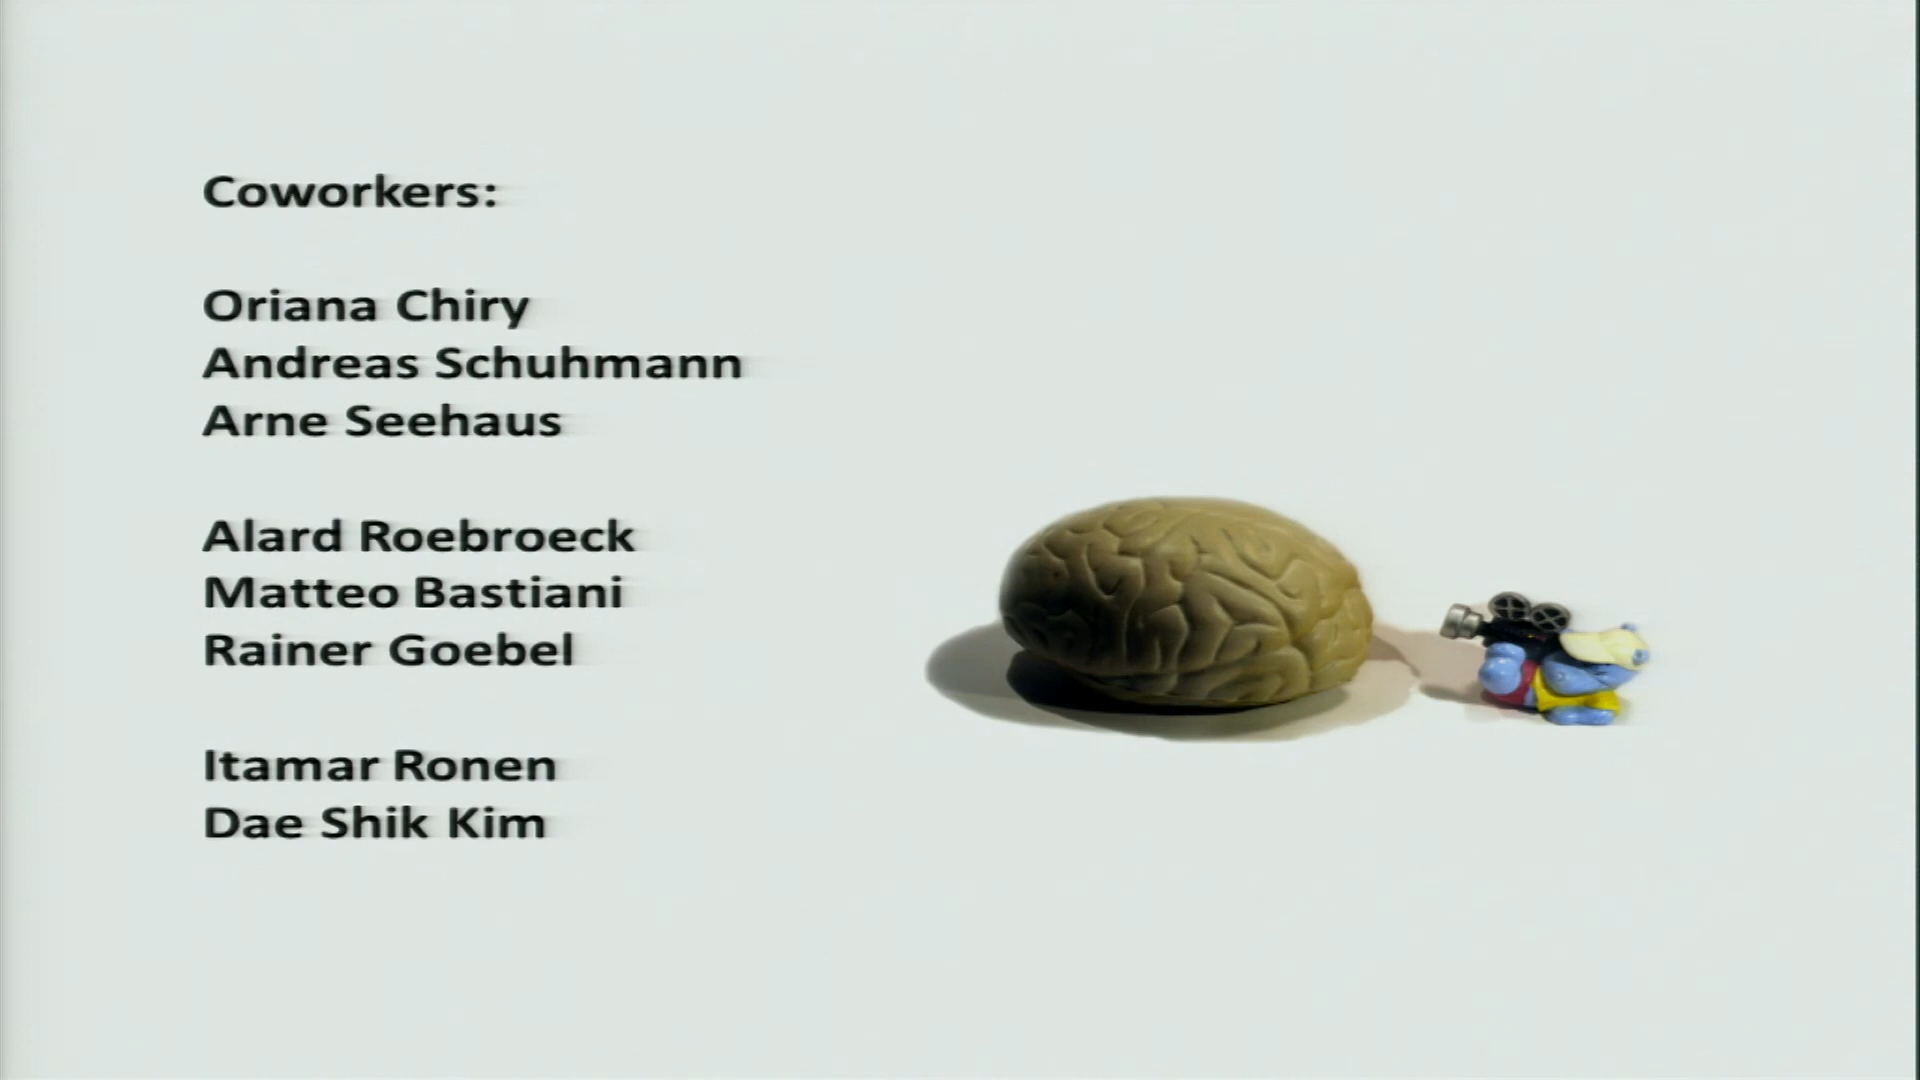 Coworkers:
Oriana Chiry
Andreas Schuhmann
Arne Seehaus
Alard Roebroeck
Matteo Bastiani
Rainer Goebel
Itamar Ronen
Dae Shik Kim